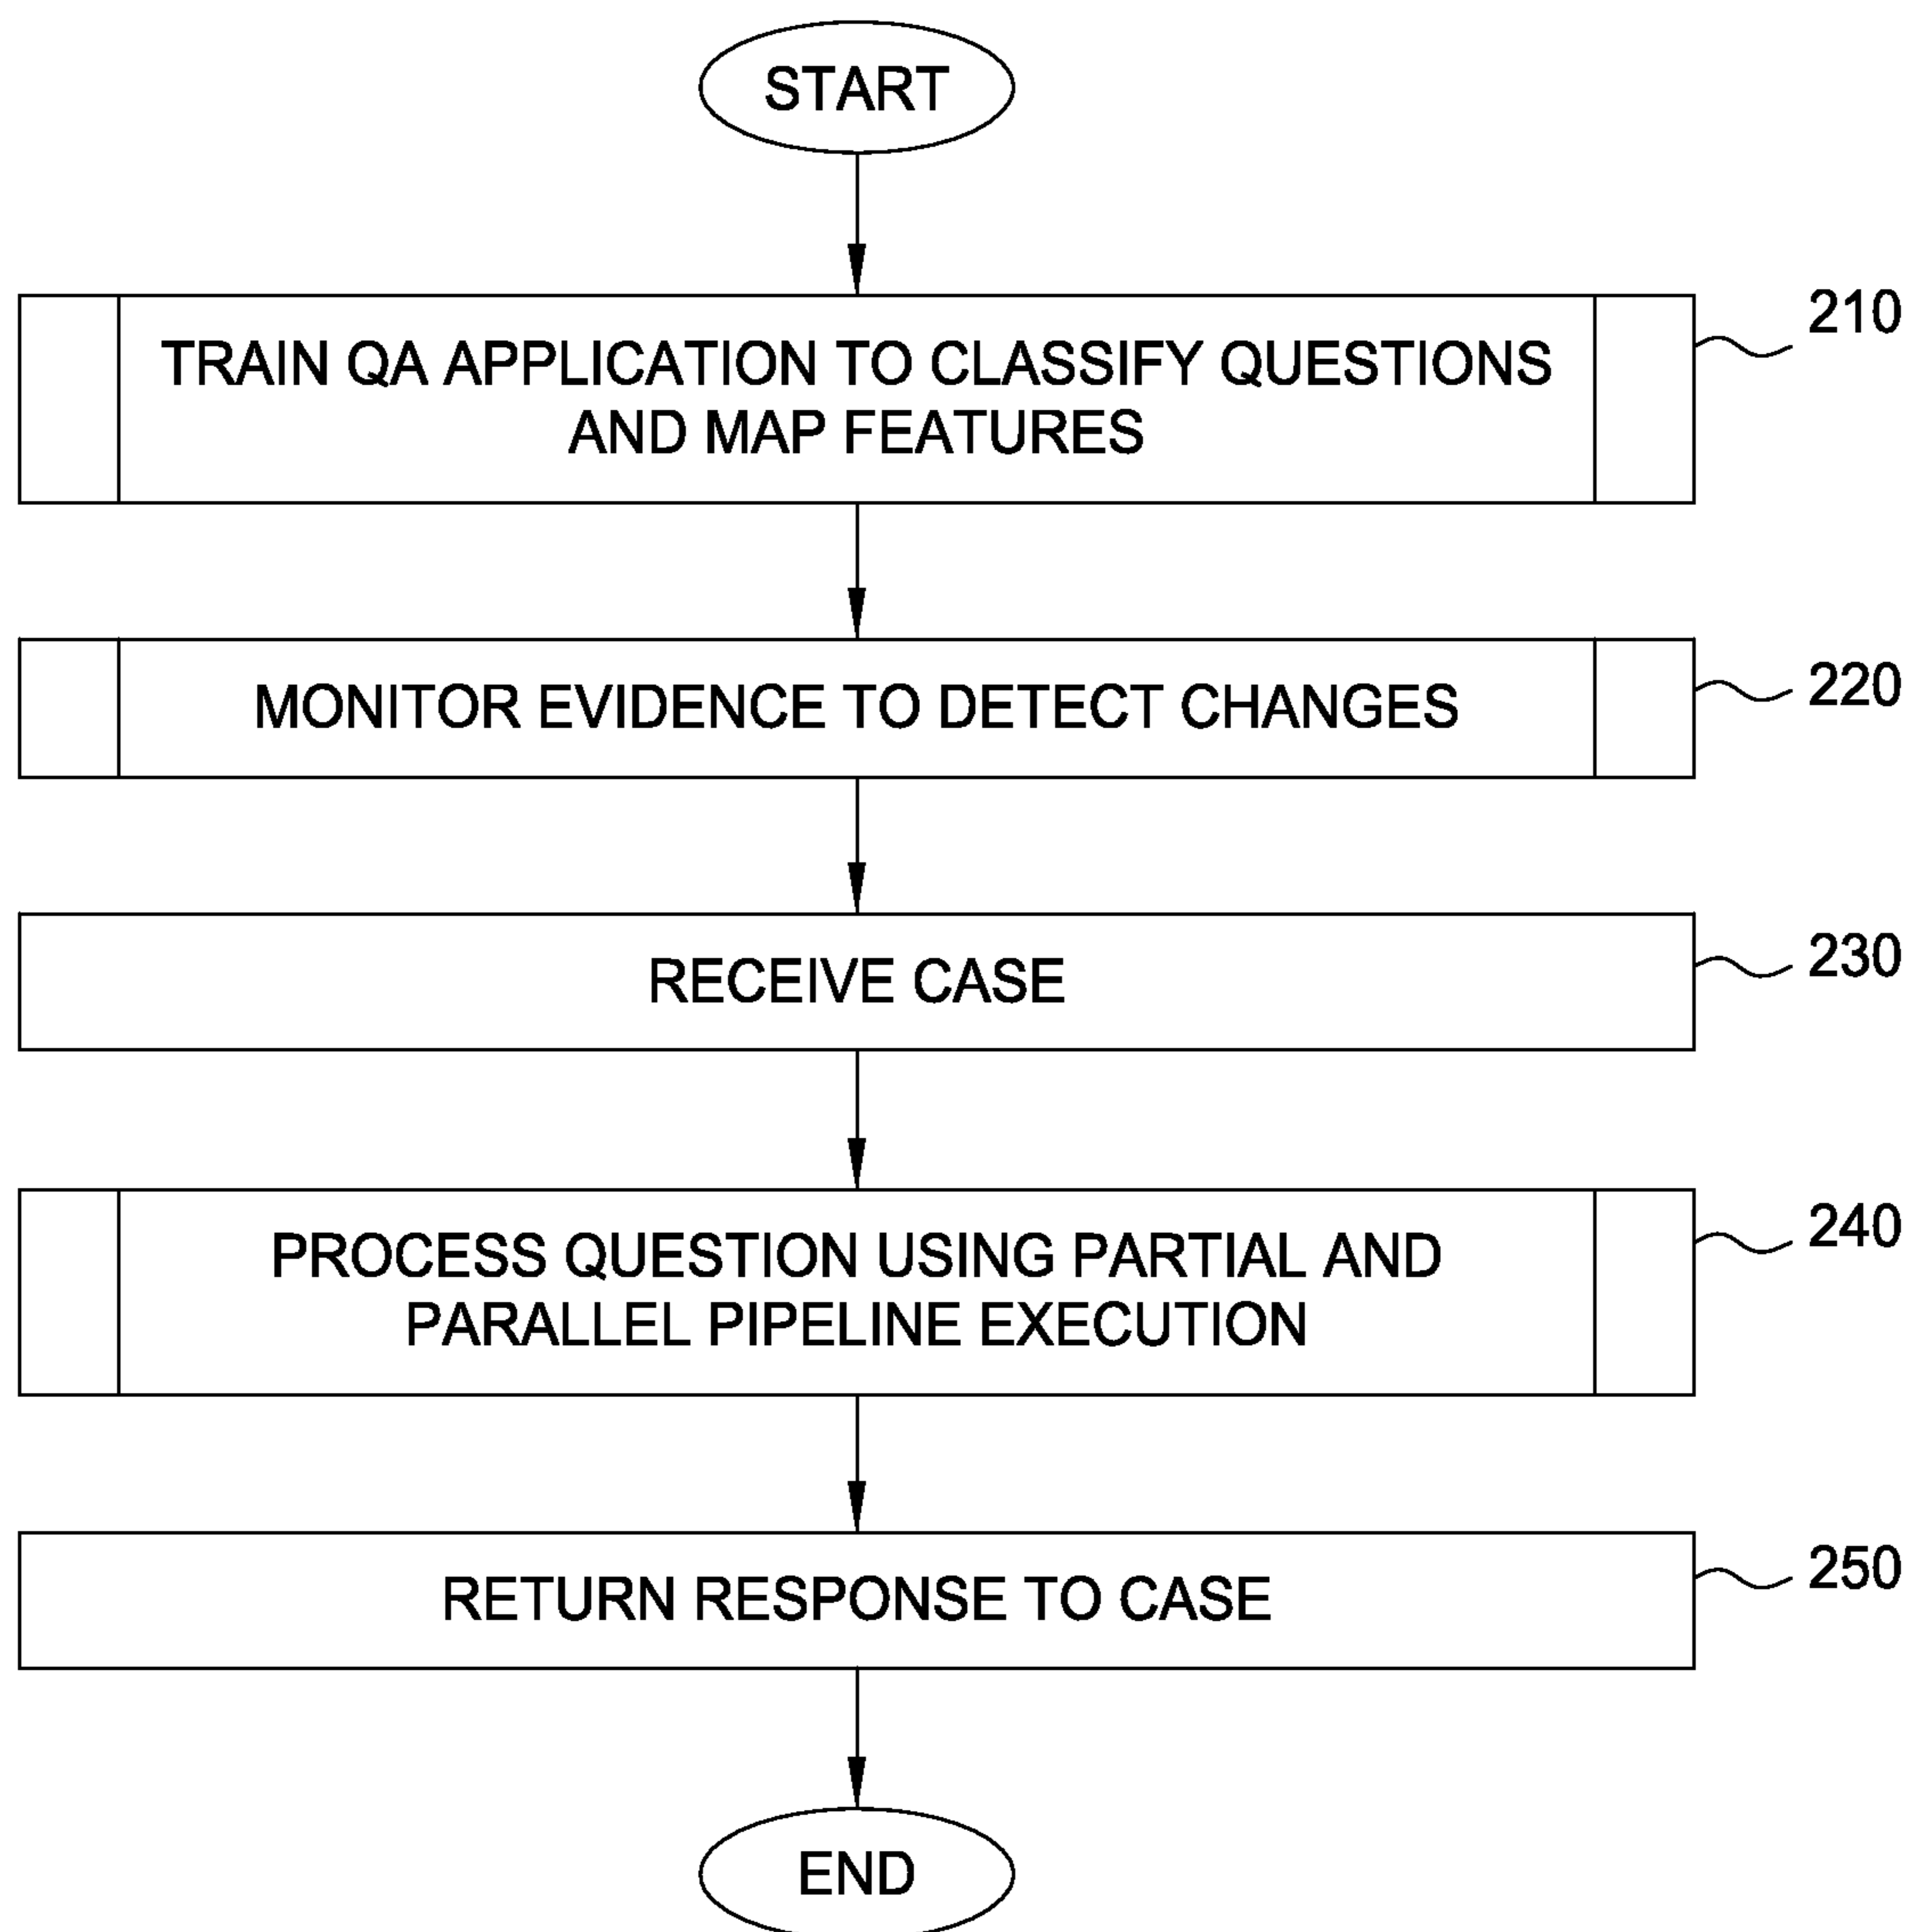 START
TRAIN QA APPLICATION TO CLASSIFY QUESTIONS
AND MAP FEATURES
210
MONITOR EVIDENCE TO DETECT CHANGES
220
RECEIVE CASE
230
PROCESS QUESTION USING PARTIAL AND
PARALLEL PIPELINE EXECUTION
240
RETURN RESPONSE TO CASE
250
END